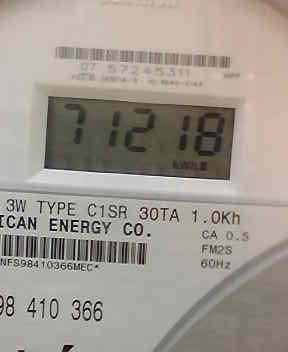 07 57245311
71218
kWh
3W TYPE C1SR 30TA 1.0Kh
ICAN ENERGY CO.
CA 0.5
FM2S
60Hz
NFS98410366MEC*
98 410 366